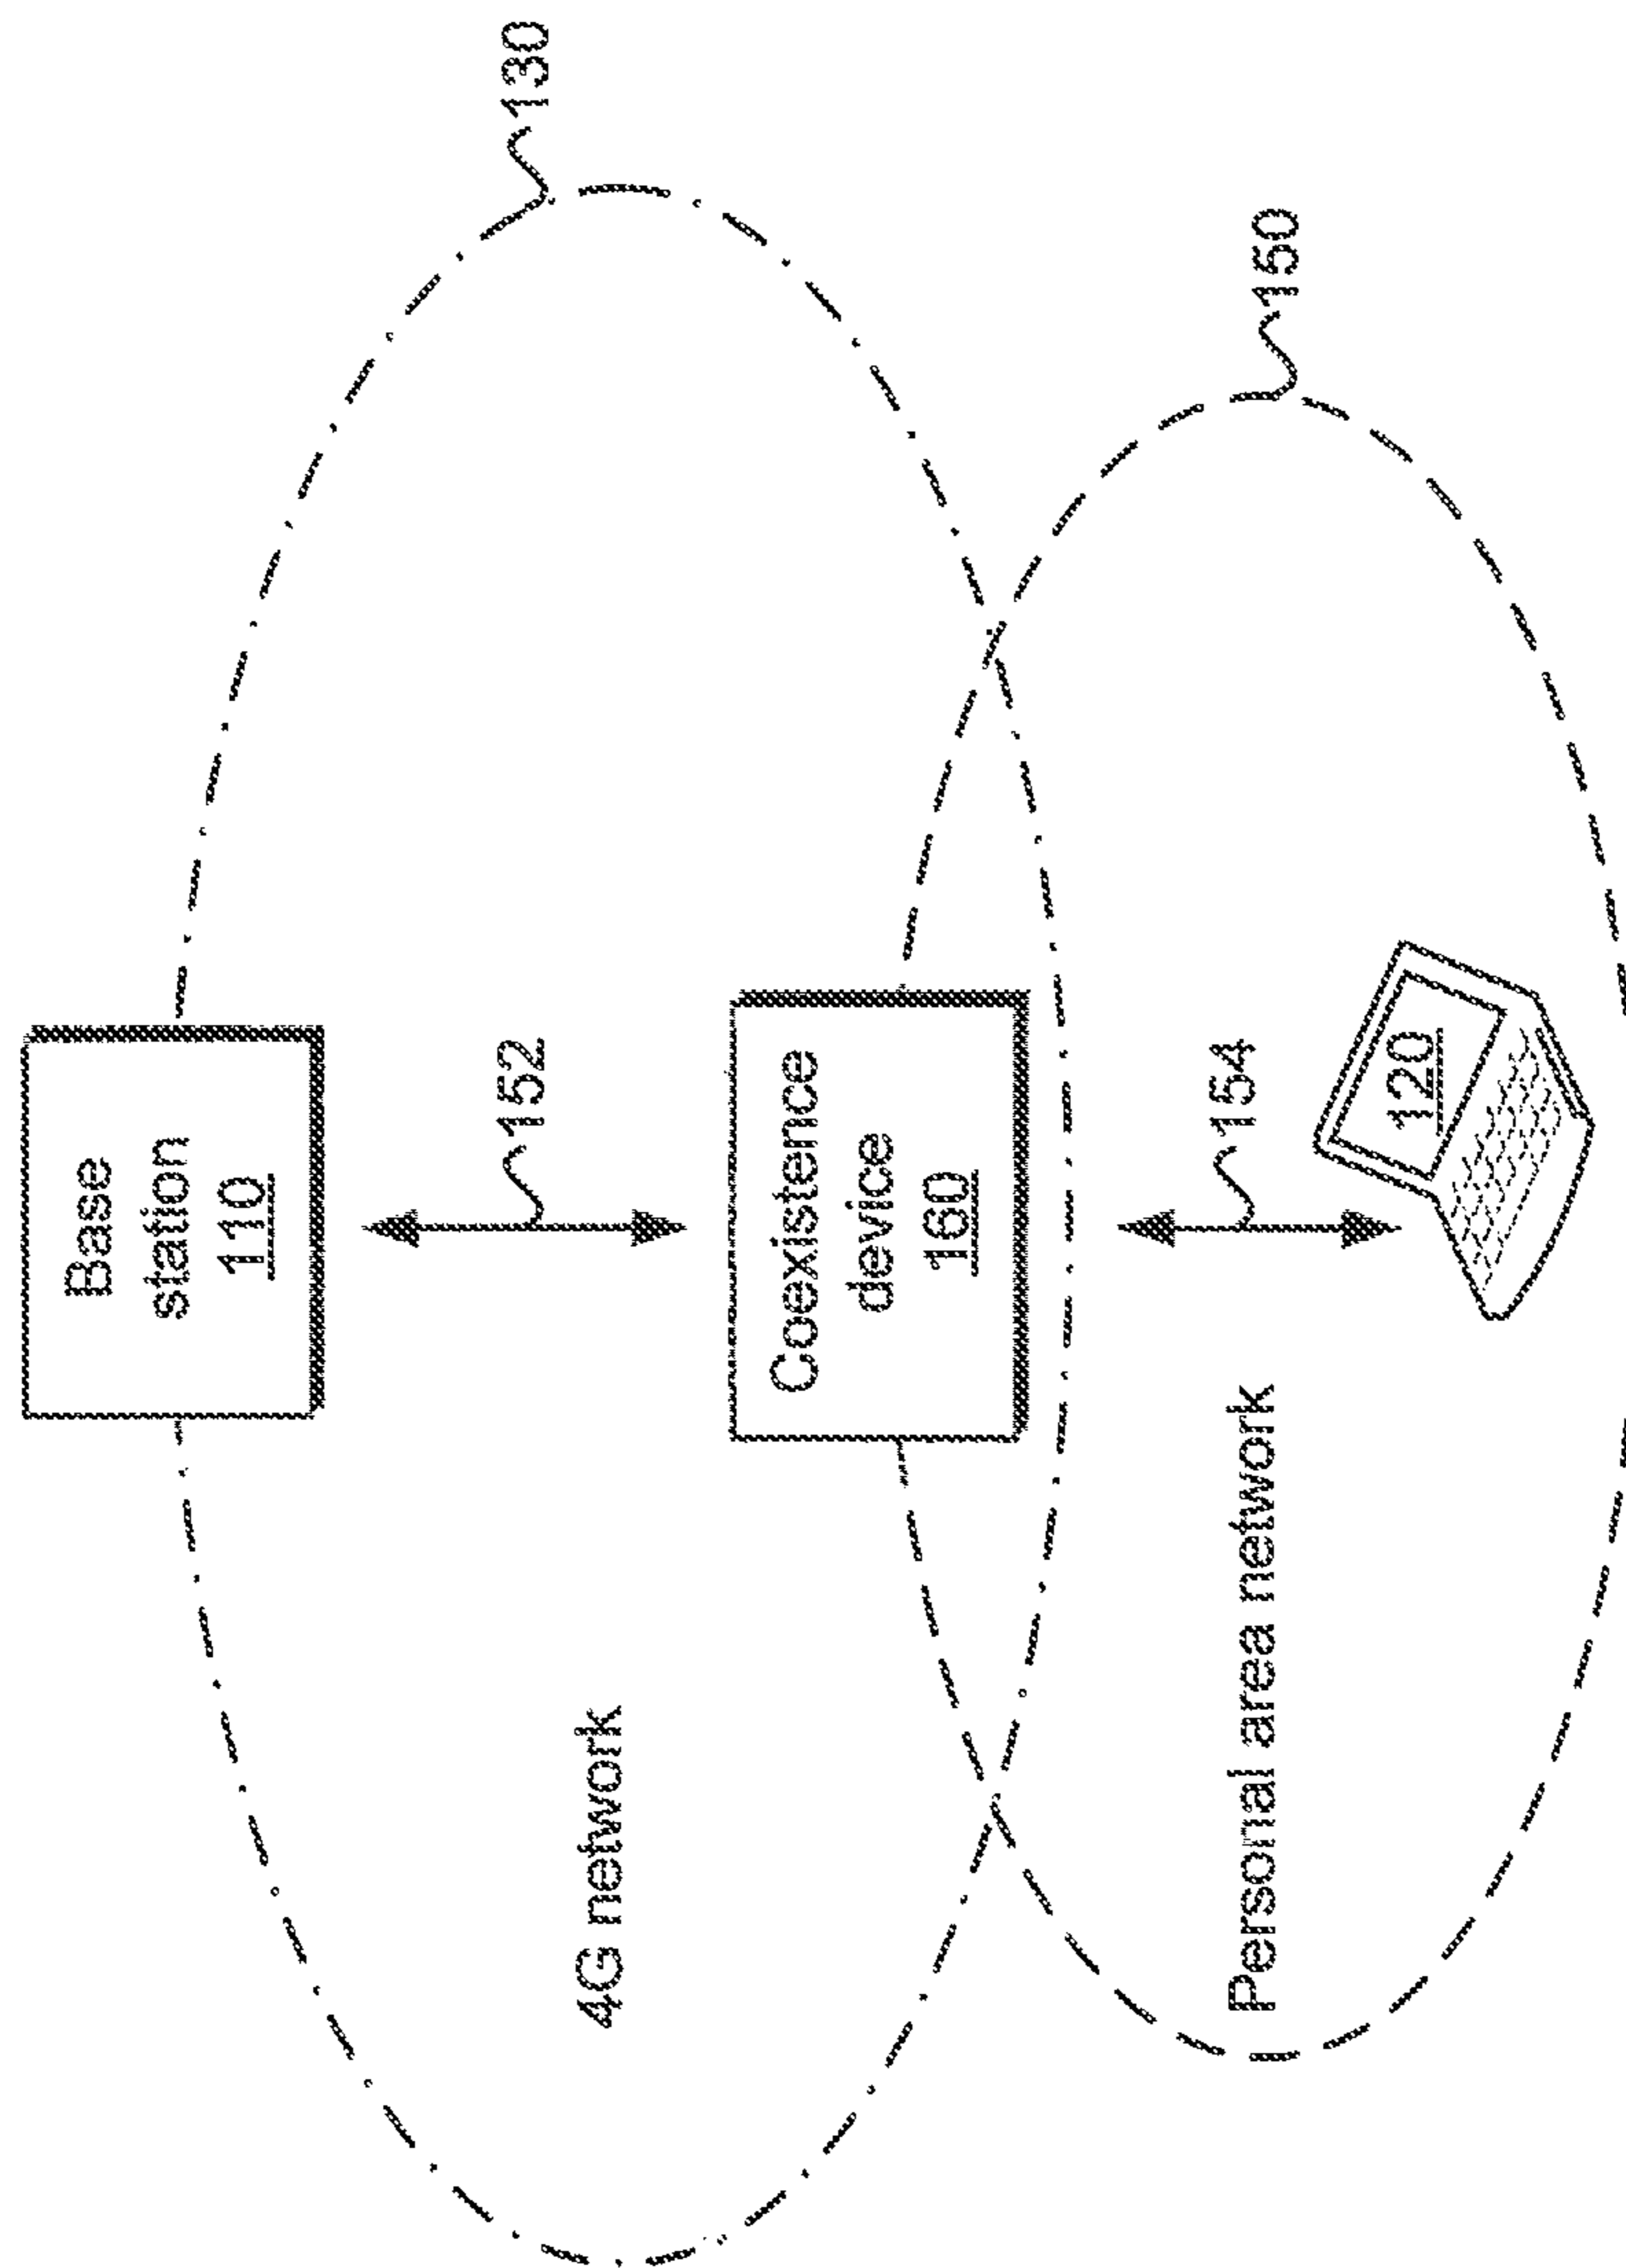 Base
station
110
152
130
4G network
Coexistence
device
160
154
150
Personal area network
120